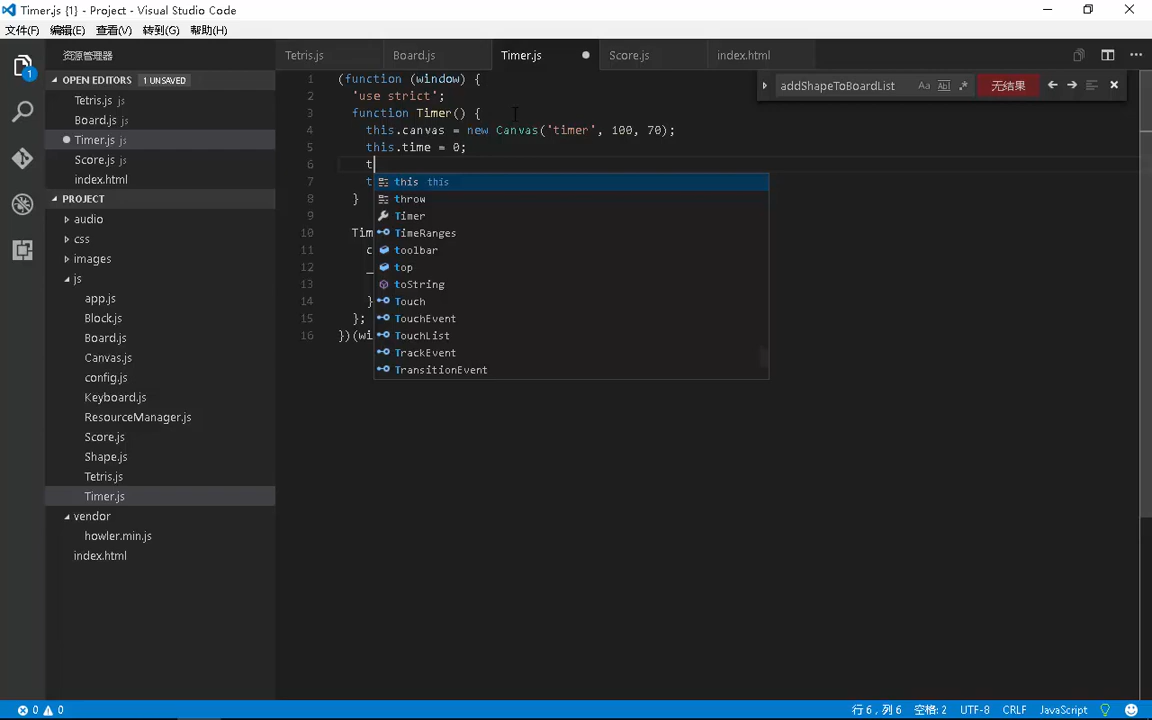 Timer.js {1} - Project - Visual Studio Code
文件(F) 编辑(E) 查看(V) 转到(G) 帮助(H)
资源管理器
Tetris.js Board.js Timer.js Score.js index.html
OPEN EDITORS 1 UNSAVED
Tetris.js js
Board.js js
Timer.js js
Score.js js
index.html
PROJECT
audio
css
images
js
app.js
Block.js
Board.js
Canvas.js
config.js
Keyboard.js
ResourceManager.js
Score.js
Shape.js
Tetris.js
Timer.js
vendor
howler.min.js
index.html
1
addShapeToBoardList Aa Ab| .* 无结果
1 (function (window) {
2 'use strict';
3 function Timer() {
4 this.canvas = new Canvas('timer', 100, 70);
5 this.time = 0;
6 t
7 t
8 }
9
10 Tim
11 c
12 _
13
14 }
15 };
16 })(wi
this this
throw
Timer
TimeRanges
toolbar
top
toString
Touch
TouchEvent
TouchList
TrackEvent
TransitionEvent
0 0 行 6，列 6 空格: 2 UTF-8 CRLF JavaScript